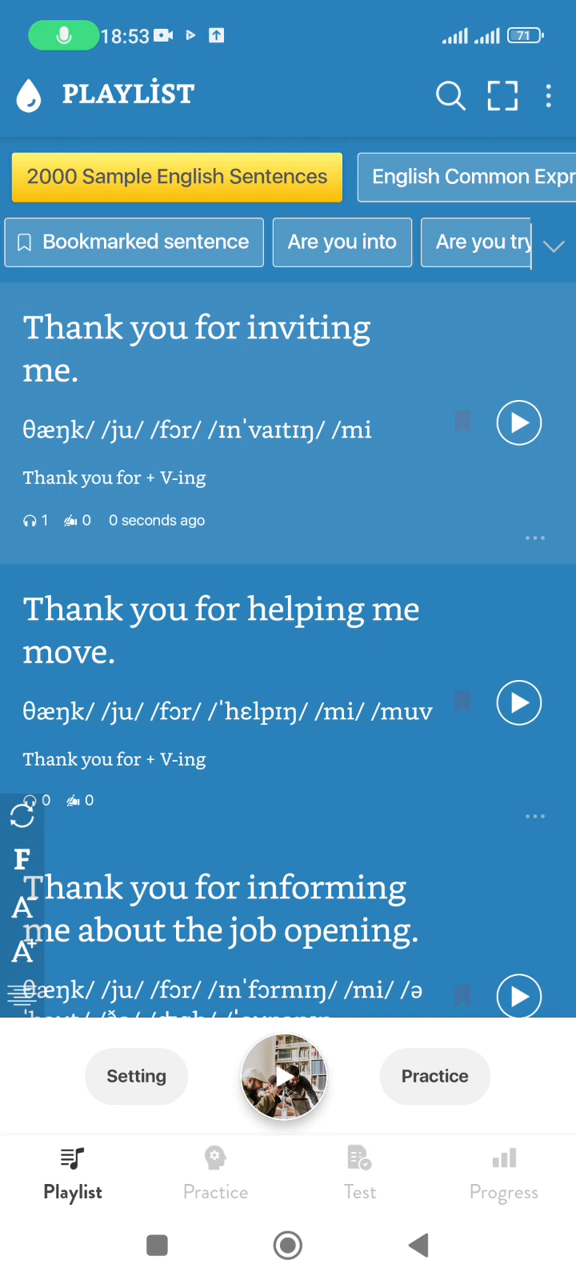 18:53
71
PLAYLİST
2000 Sample English Sentences
English Common Expr
Bookmarked sentence
Are you into
Are you try
Thank you for inviting
me.
θæŋk/ /ju/ /fɔr/ /ɪnˈvaɪtɪŋ/ /mi
Thank you for + V-ing
1
0
0 seconds ago
Thank you for helping me
move.
θæŋk/ /ju/ /fɔr/ /ˈhɛlpɪŋ/ /mi/ /muv
Thank you for + V-ing
0
0
F
Thank you for informing
A-
me about the job opening.
A+
θæŋk/ /ju/ /fɔr/ /ɪnˈfɔrmɪŋ/ /mi/ /ə
Setting
Practice
Playlist
Practice
Test
Progress